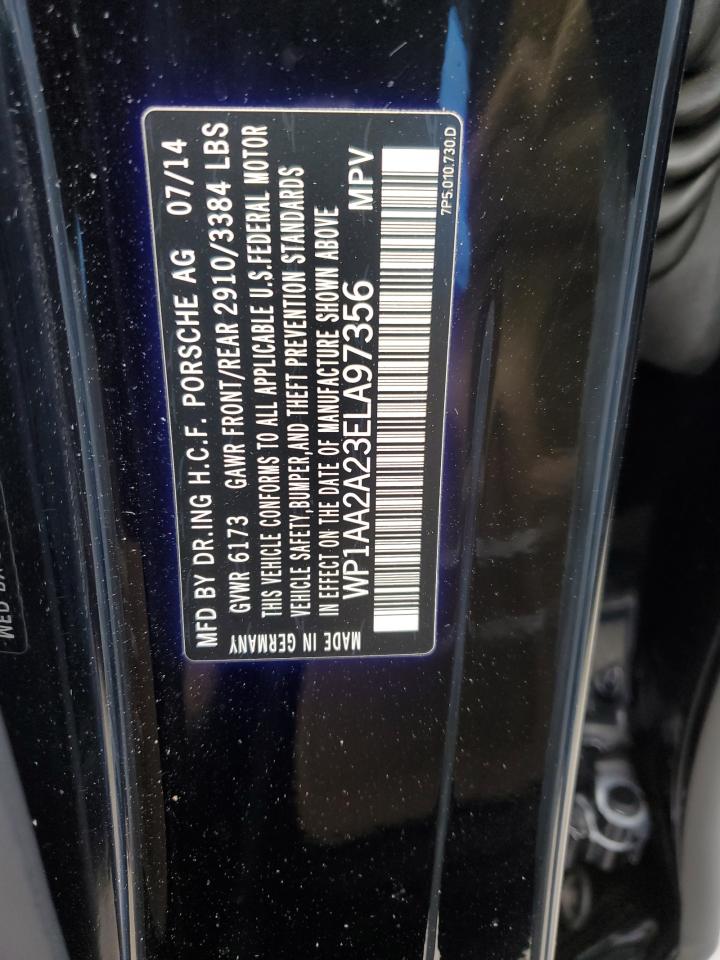 MFD BY DR.ING H.C.F. PORSCHE AG 07/14
GVWR 6173 GAWR FRONT/REAR 2910/3384 LBS
THIS VEHICLE CONFORMS TO ALL APPLICABLE U.S.FEDERAL MOTOR
VEHICLE SAFETY,BUMPER,AND THEFT PREVENTION STANDARDS
IN EFFECT ON THE DATE OF MANUFACTURE SHOWN ABOVE
MADE IN GERMANY
WP1AA2A23ELA97356 MPV
7P5.010.730.D